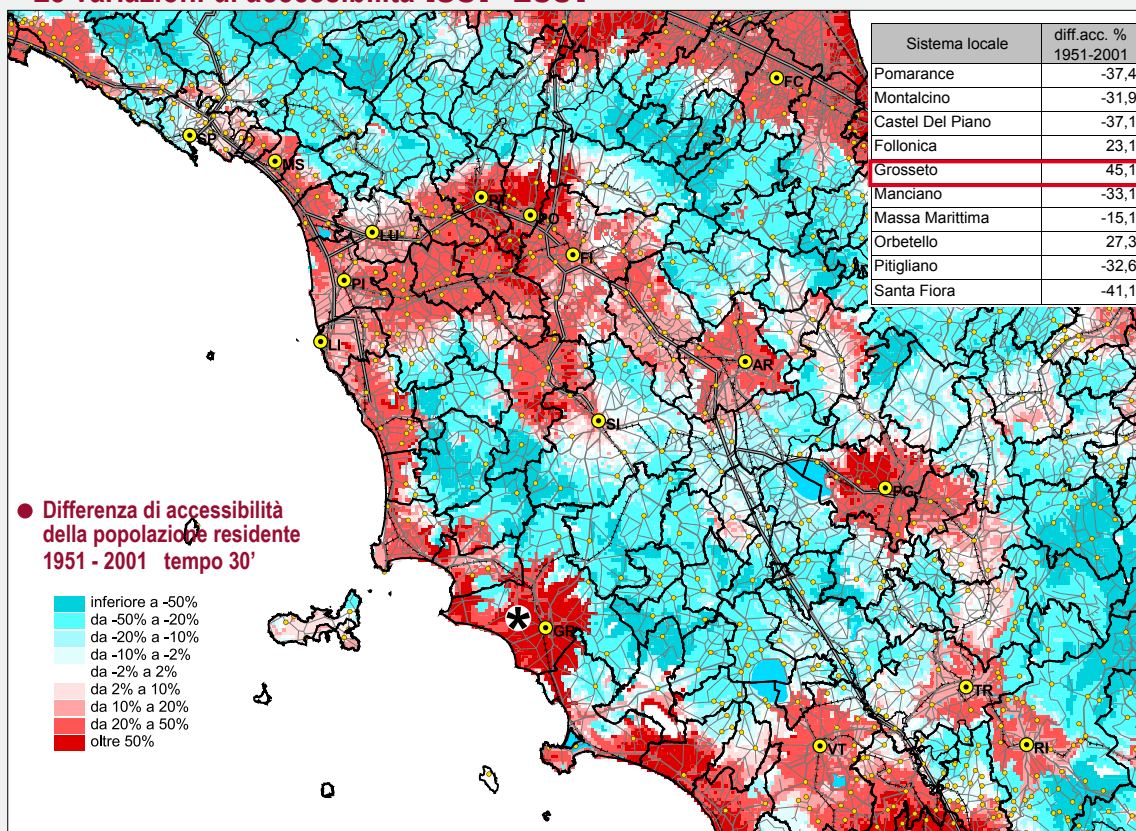 Sistema locale diff.acc. % 1951-2001
Pomarance -37,4
Montalcino -31,9
Castel Del Piano -37,1
Follonica 23,1
Grosseto 45,1
Manciano -33,1
Massa Marittima -15,1
Orbetello 27,3
Pitigliano -32,6
Santa Fiora -41,1
FC
SP
MS
PT
PO
LU
FI
PI
LI
AR
SI
PG
GR
TR
VT
RI
Differenza di accessibilità
della popolazione residente
1951 - 2001 tempo 30'
inferiore a -50%
da -50% a -20%
da -20% a -10%
da -10% a -2%
da -2% a 2%
da 2% a 10%
da 10% a 20%
da 20% a 50%
oltre 50%